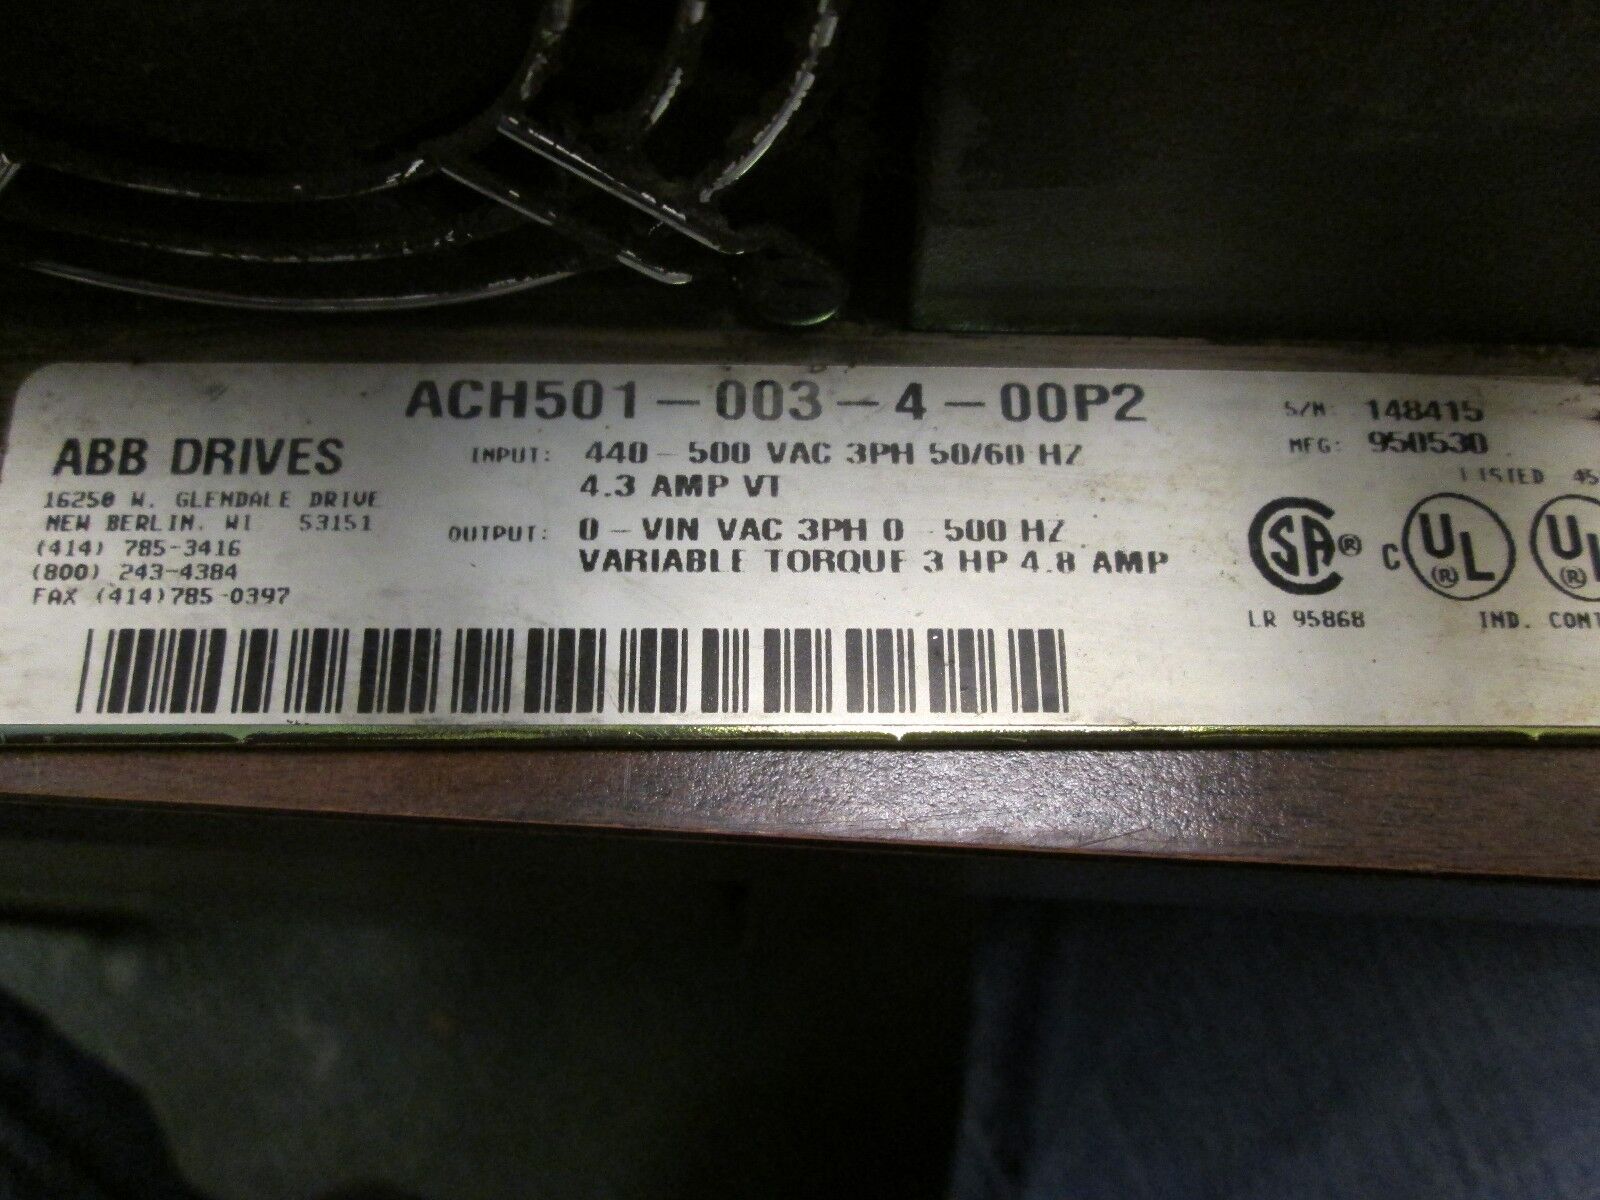 ACH501-003-4-00P2
ABB DRIVES
16250 W. GLENDALE DRIVE
NEW BERLIN, WI 53151
(414) 785-3416
(800) 243-4384
FAX (414)785-0397
INPUT: 440-500 VAC 3PH 50/60 HZ
4.3 AMP VT
OUTPUT: 0-VIN VAC 3PH 0-500 HZ
VARIABLE TORQUE 3 HP 4.8 AMP
S/N: 148415
MFG: 950530
LISTED 45
SA ®
C UL (R)
UL (R)
LR 95868
IND. CONT